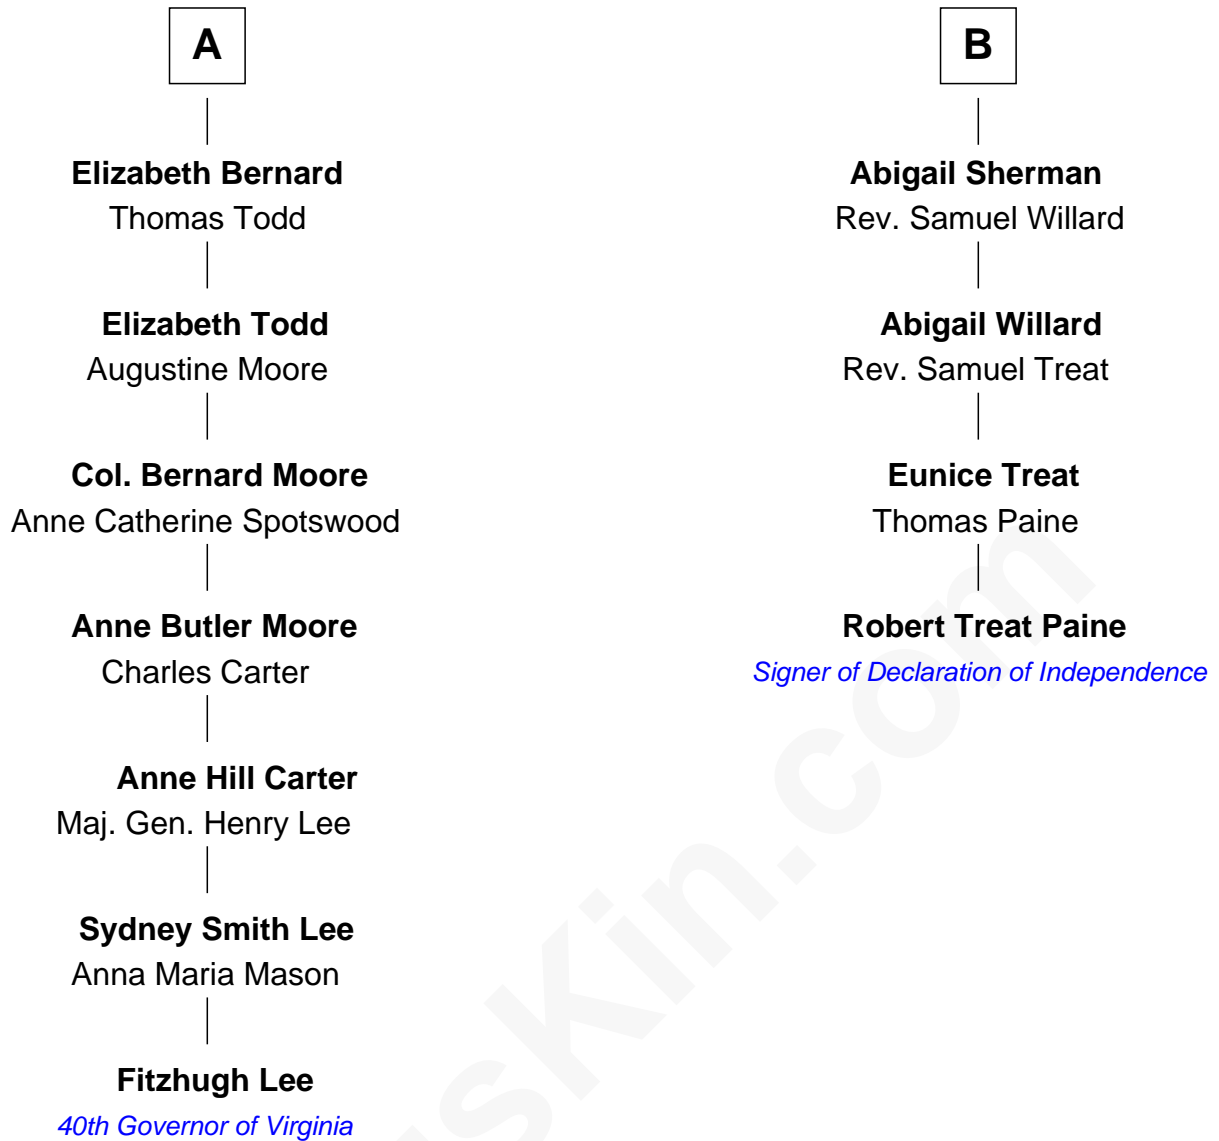 A
Elizabeth Bernard
Thomas Todd
Elizabeth Todd
Augustine Moore
Col. Bernard Moore
Anne Catherine Spotswood
Anne Butler Moore
Charles Carter
Anne Hill Carter
Maj. Gen. Henry Lee
Sydney Smith Lee
Anna Maria Mason
Fitzhugh Lee
40th Governor of Virginia
B
Abigail Sherman
Rev. Samuel Willard
Abigail Willard
Rev. Samuel Treat
Eunice Treat
Thomas Paine
Robert Treat Paine
Signer of Declaration of Independence
sKin.com